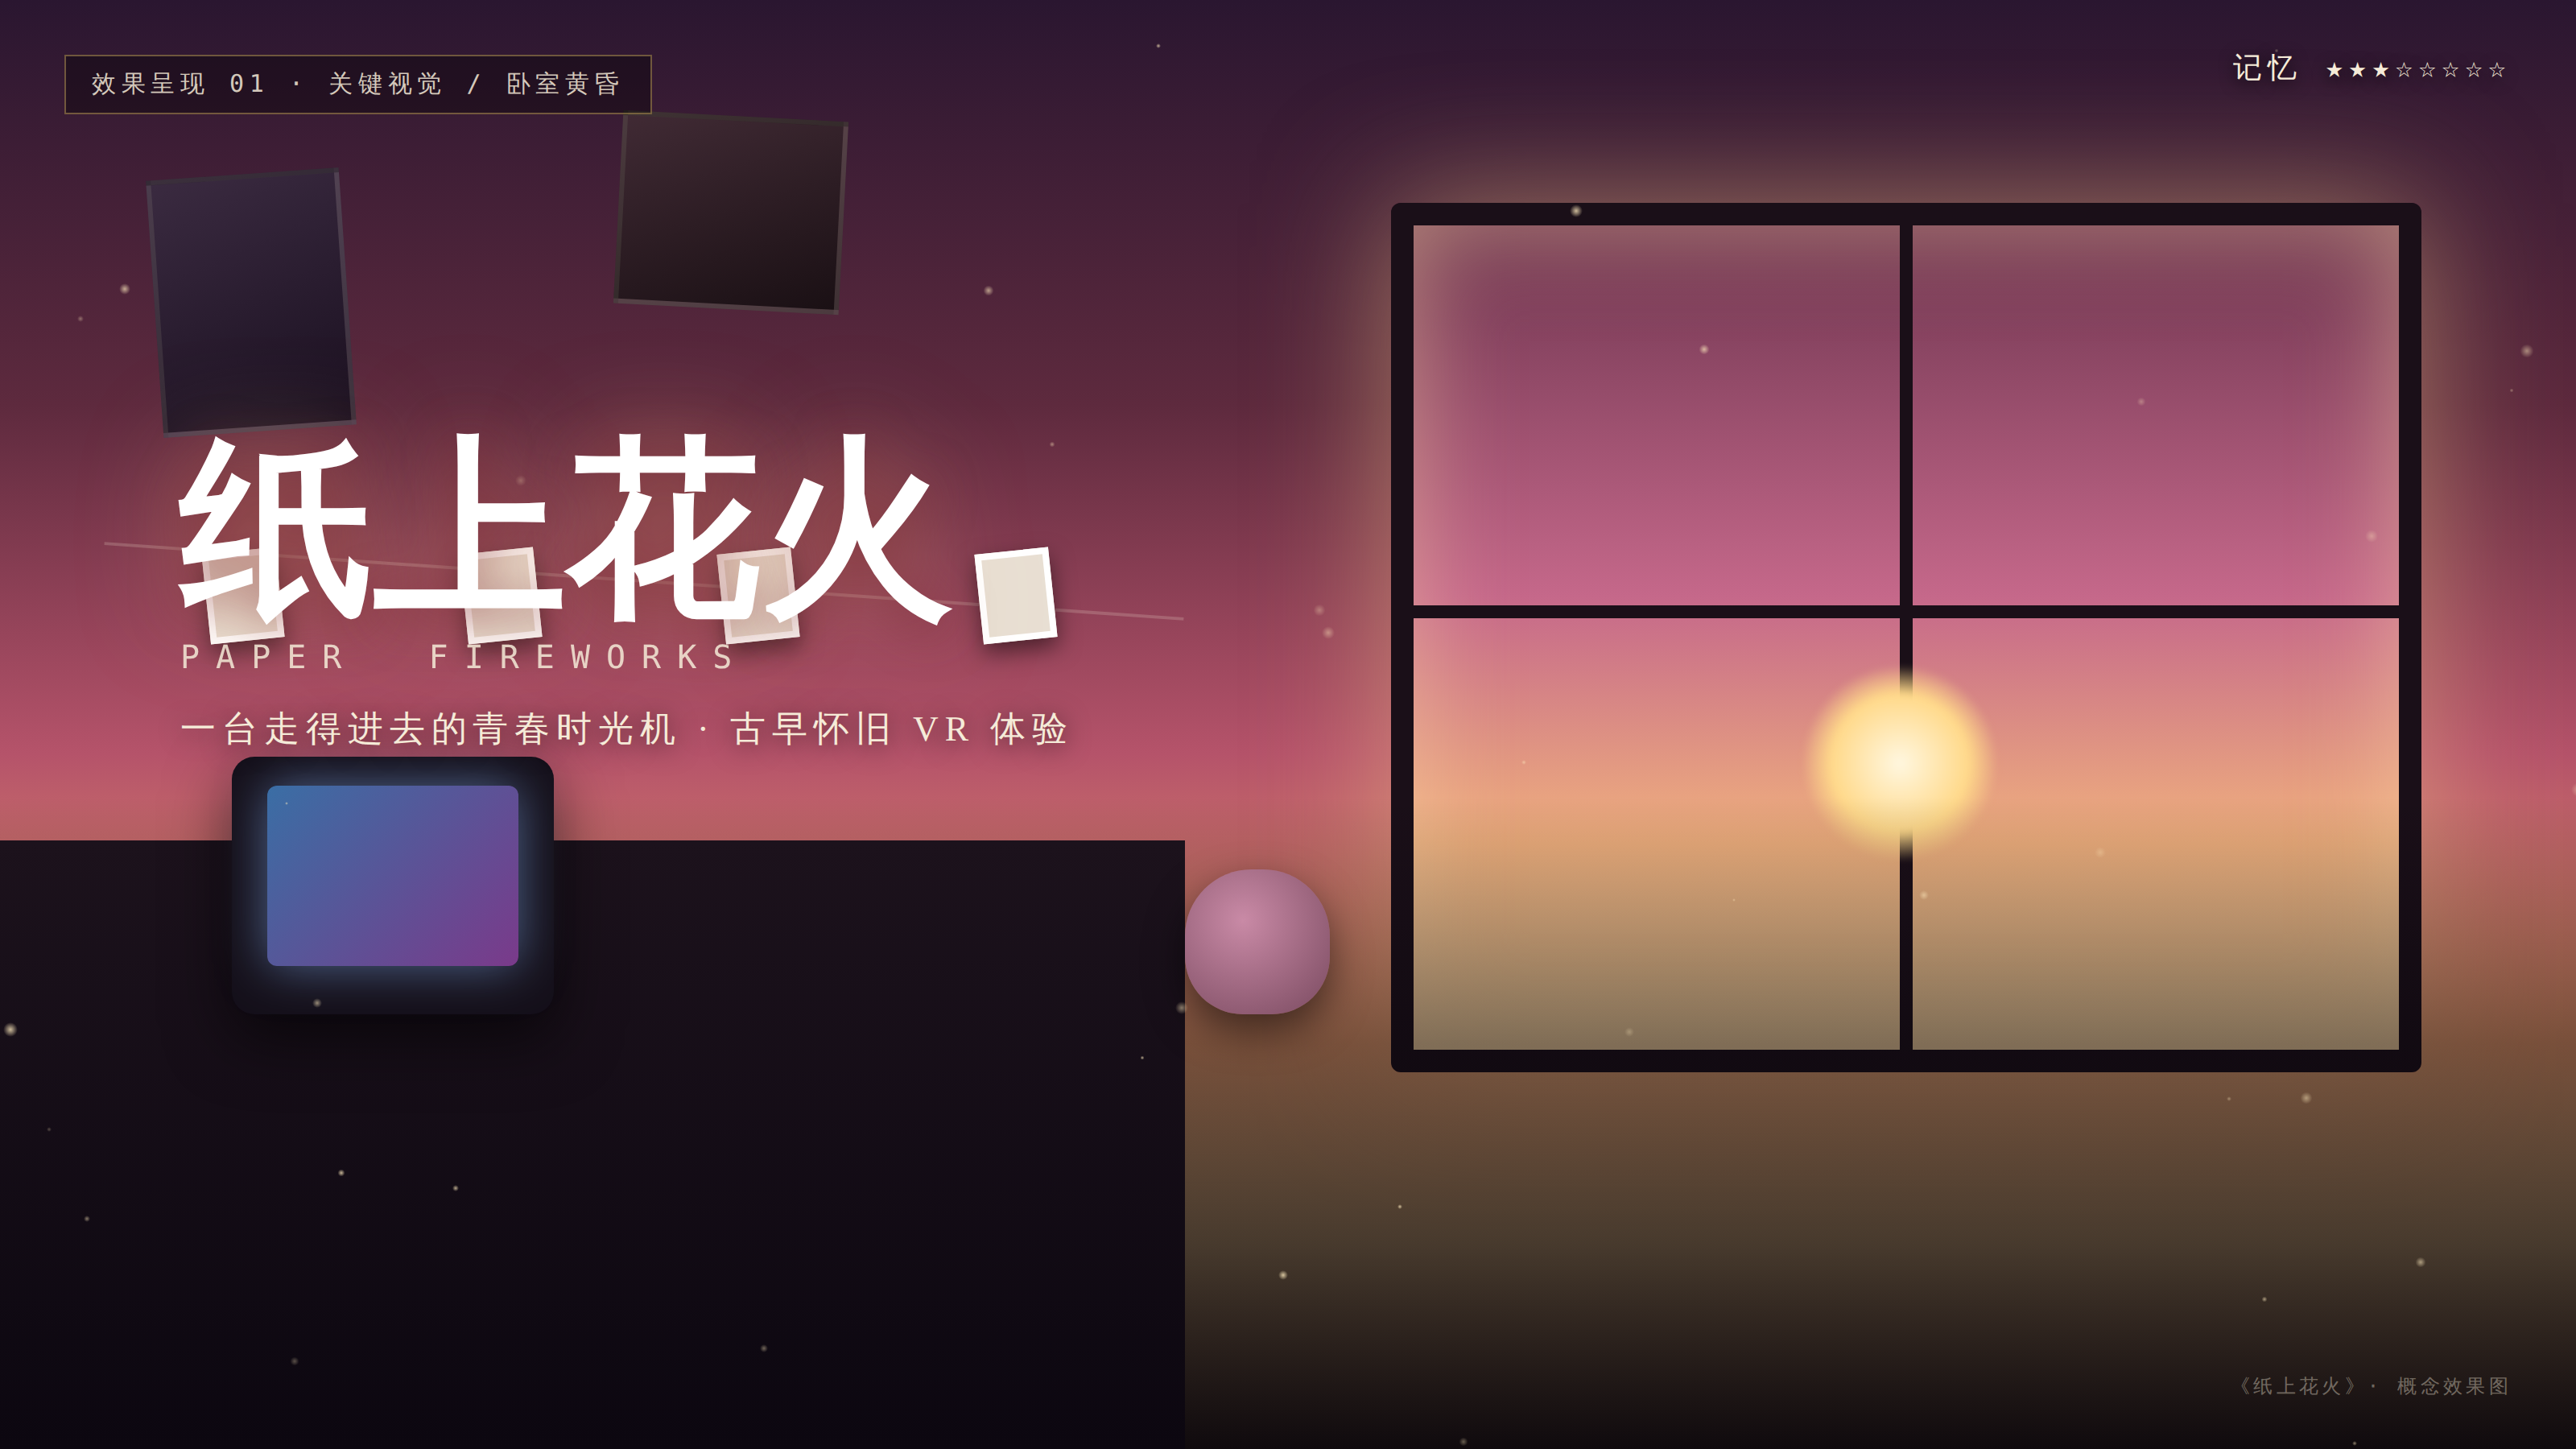 效果呈现 01 · 关键视觉 / 卧室黄昏
记忆 ★★★☆☆☆☆☆
纸上花火
PAPER FIREWORKS
一台走得进去的青春时光机 · 古早怀旧 VR 体验
《纸上花火》· 概念效果图